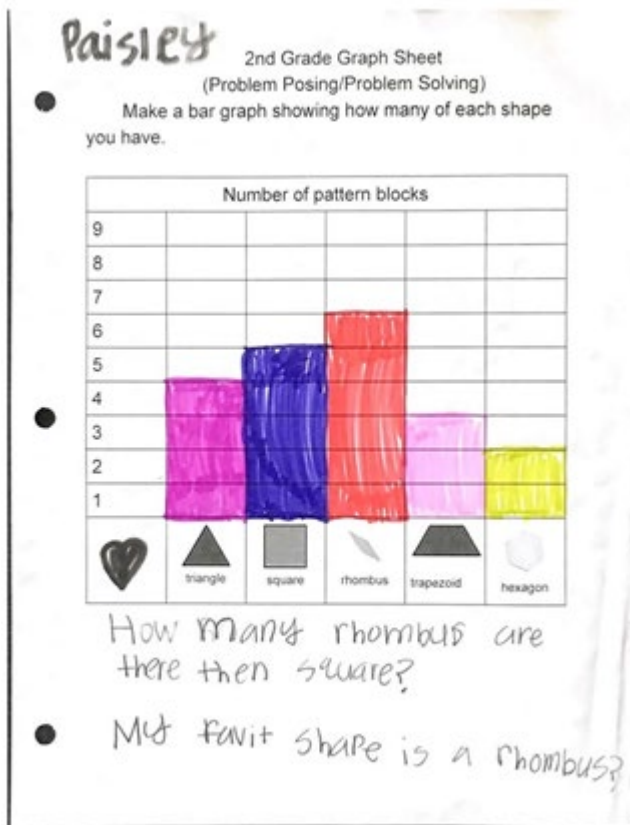 Paisley
2nd Grade Graph Sheet
(Problem Posing/Problem Solving)
Make a bar graph showing how many of each shape
you have.
Number of pattern blocks
9
8
7
6
5
4
3
2
1
triangle square rhombus trapezoid hexagon
How many rhombus are
there then square?
My favit shape is a rhombus?